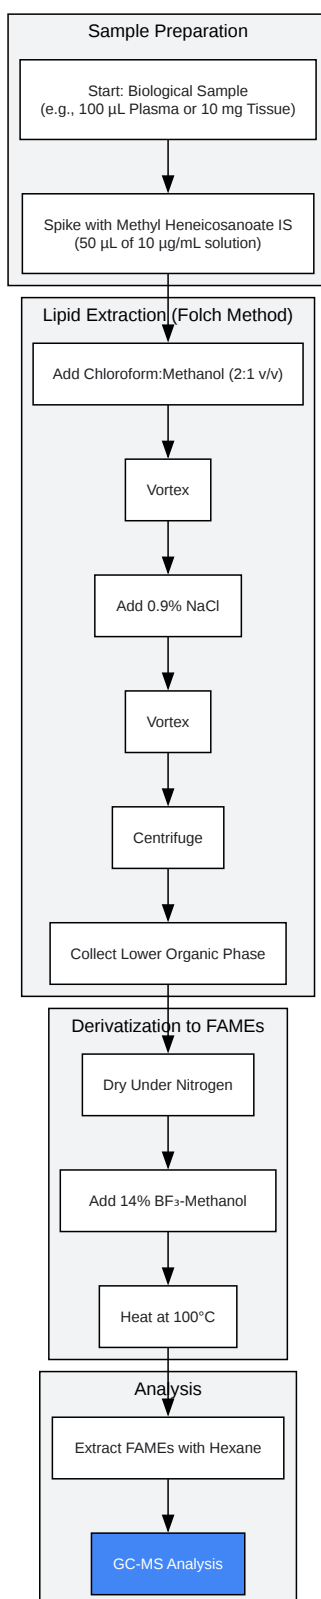 Sample Preparation
Start: Biological Sample
(e.g., 100 µL Plasma or 10 mg Tissue)
Spike with Methyl Heneicosanoate IS
(50 µL of 10 µg/mL solution)
Lipid Extraction (Folch Method)
Add Chloroform:Methanol (2:1 v/v)
Vortex
Add 0.9% NaCl
Vortex
Centrifuge
Collect Lower Organic Phase
Derivatization to FAMEs
Dry Under Nitrogen
Add 14% BF₃-Methanol
Heat at 100°C
Analysis
Extract FAMEs with Hexane
GC-MS Analysis